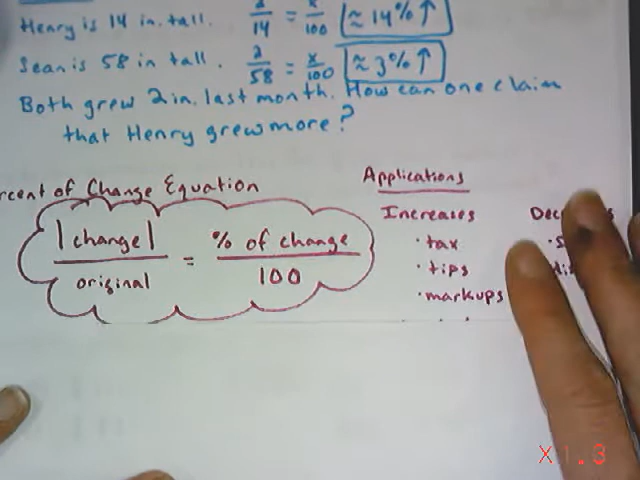 Henry is 14 in tall. 2/14 = x/100 ≈ 14% ↑
Sean is 58 in tall. 2/58 = x/100 ≈ 3% ↑
Both grew 2 in. last month. How can one claim
that Henry grew more?
rcent of Change Equation
|change| / original = % of change / 100
Applications
Increases
· tax
· tips
· markups
X1.3